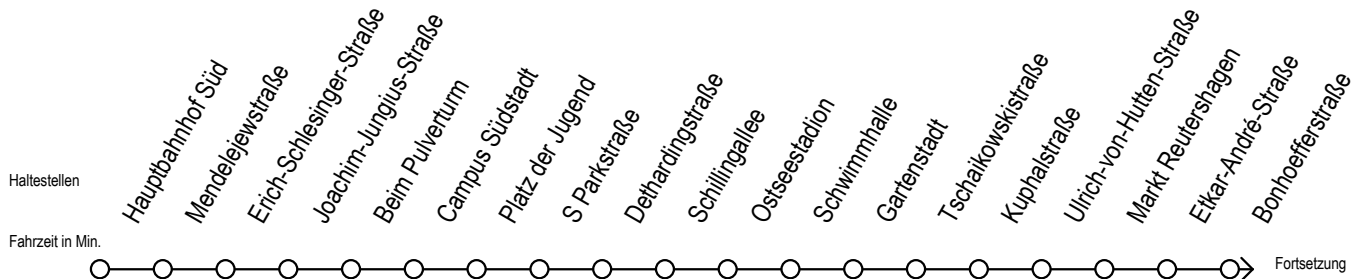 Haltestellen
Hauptbahnhof Süd
Mendelejewstraße
Erich-Schlesinger-Straße
Joachim-Jungius-Straße
Beim Pulverturm
Campus Südstadt
Platz der Jugend
S Parkstraße
Dethardingstraße
Schillingallee
Ostseestadion
Schwimmhalle
Gartenstadt
Tschaikowskistraße
Kuphalstraße
Ulrich-von-Hutten-Straße
Markt Reutershagen
Etkar-André-Straße
Bonhoefferstraße
Fahrzeit in Min.
Fortsetzung